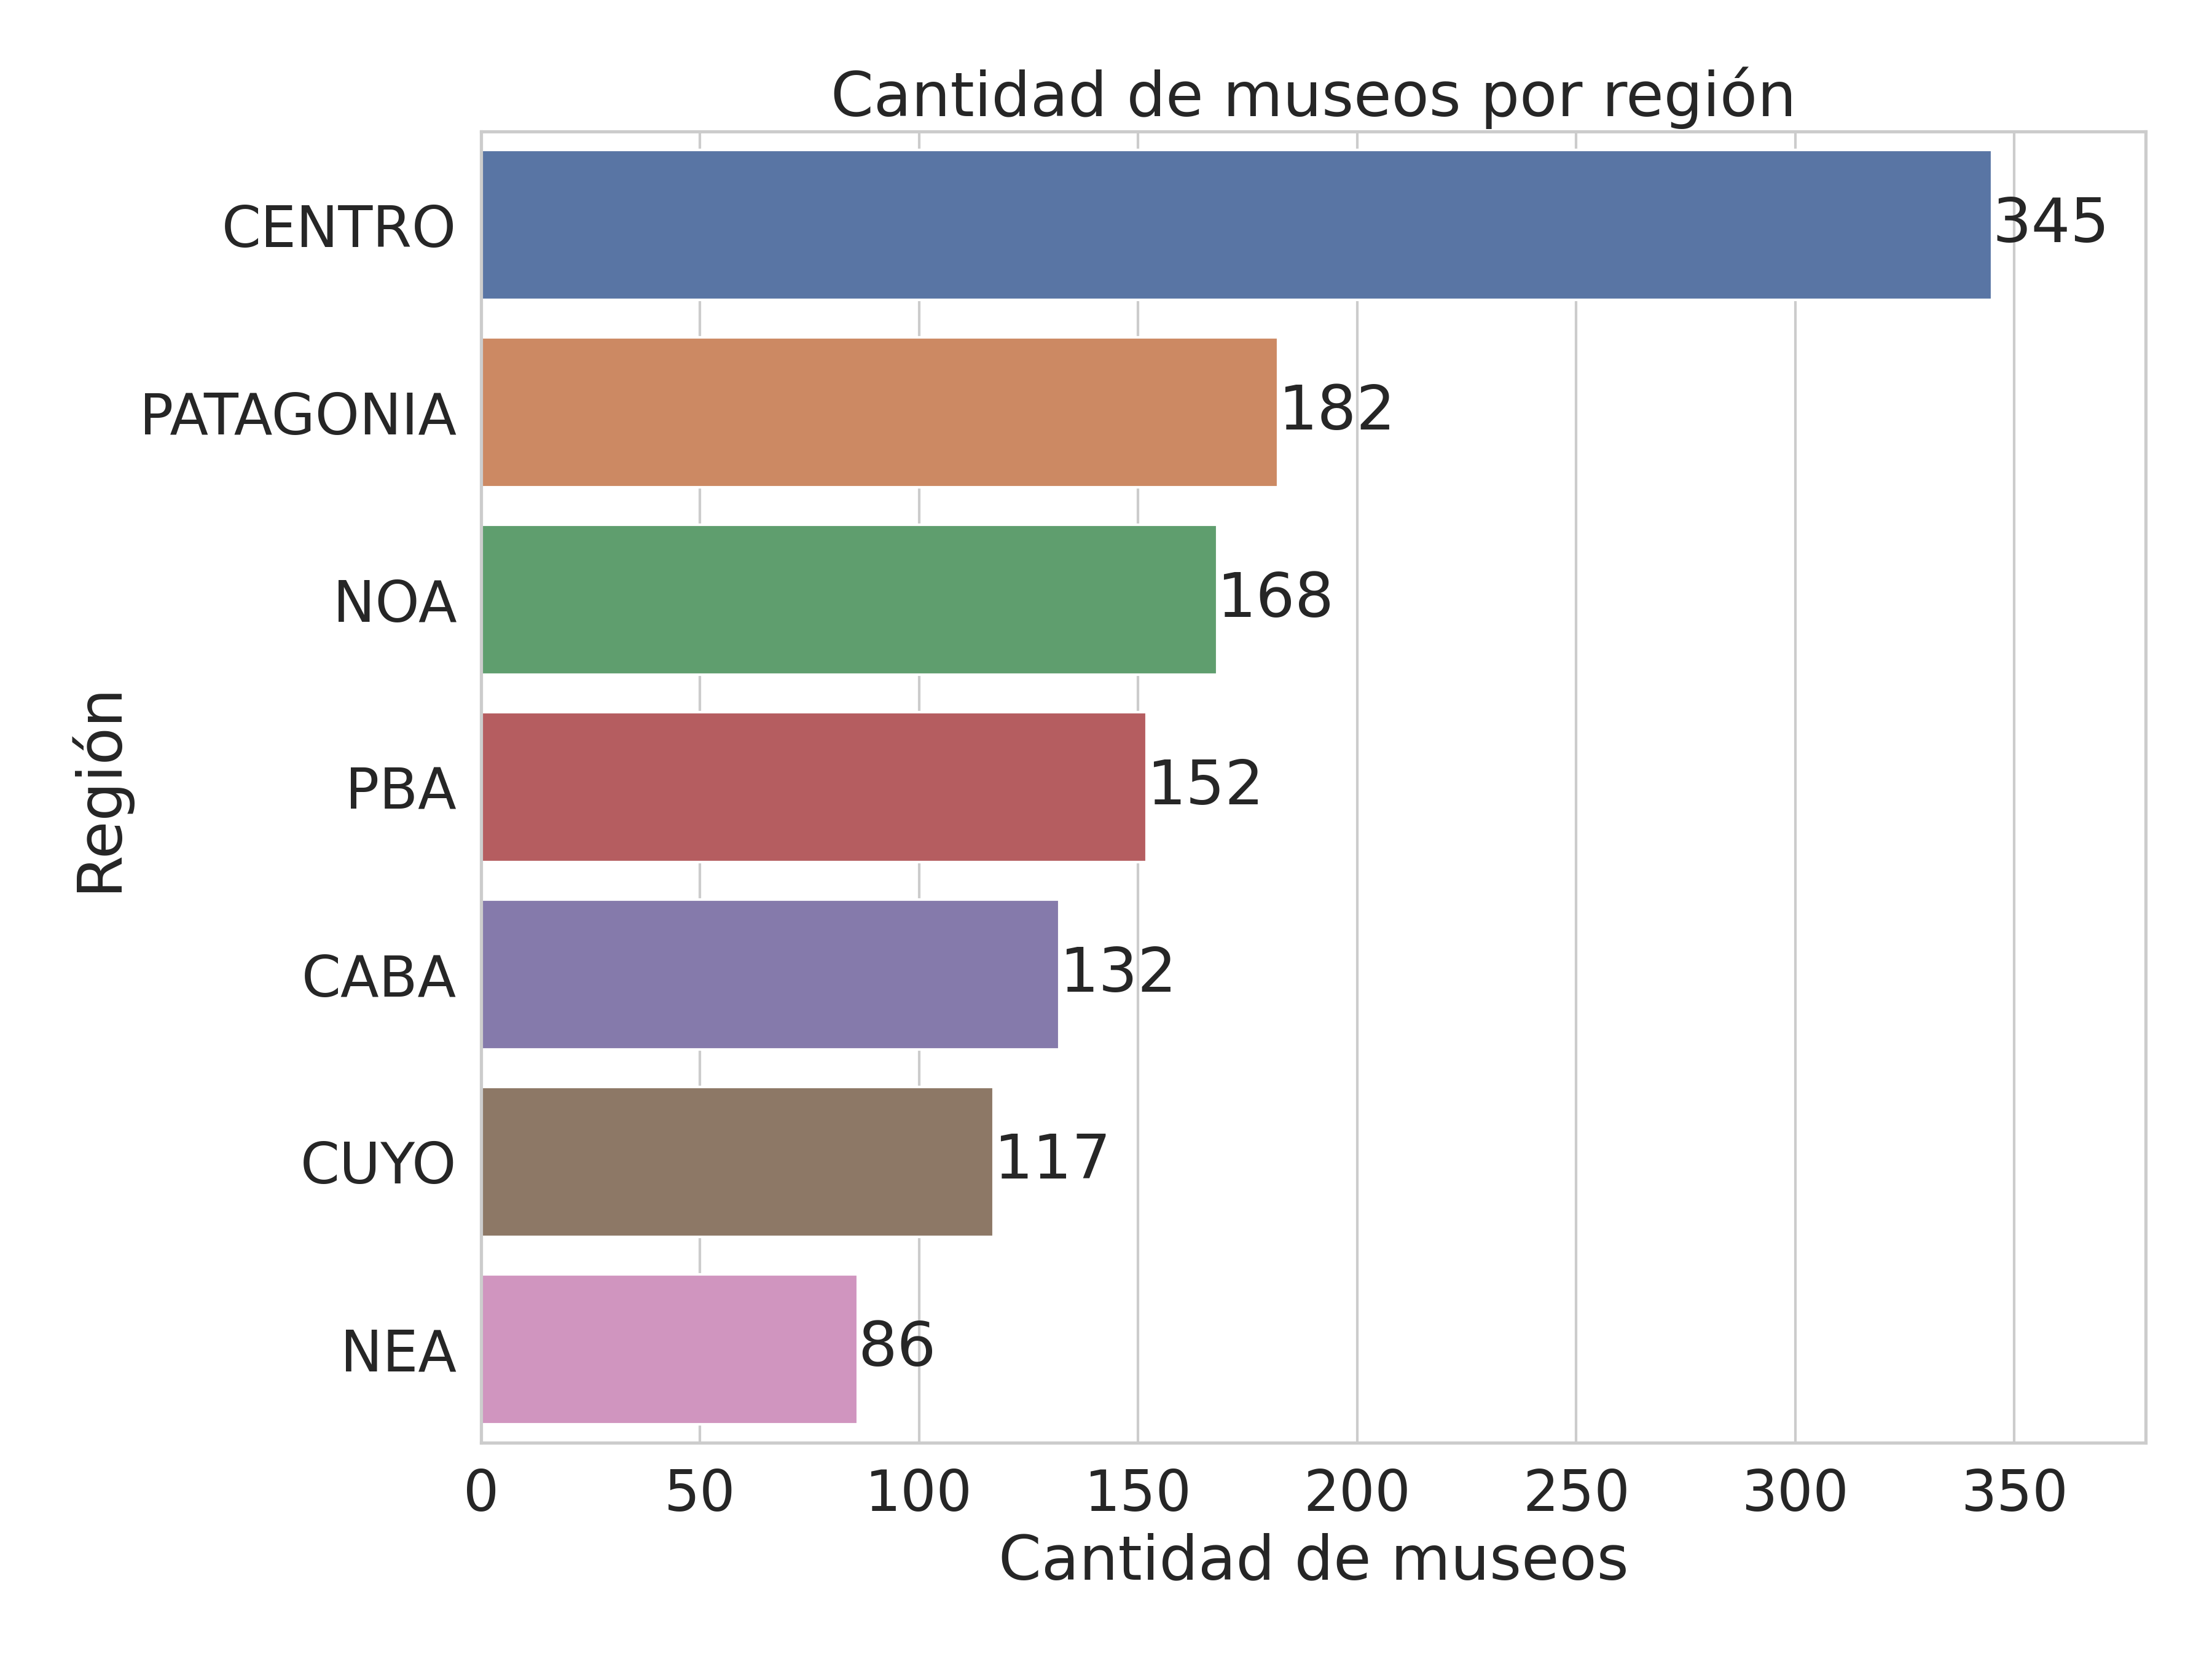 Cantidad de museos por región
CENTRO 345
PATAGONIA 182
NOA 168
PBA 152
CABA 132
CUYO 117
NEA 86
Región
0 50 100 150 200 250 300 350
Cantidad de museos